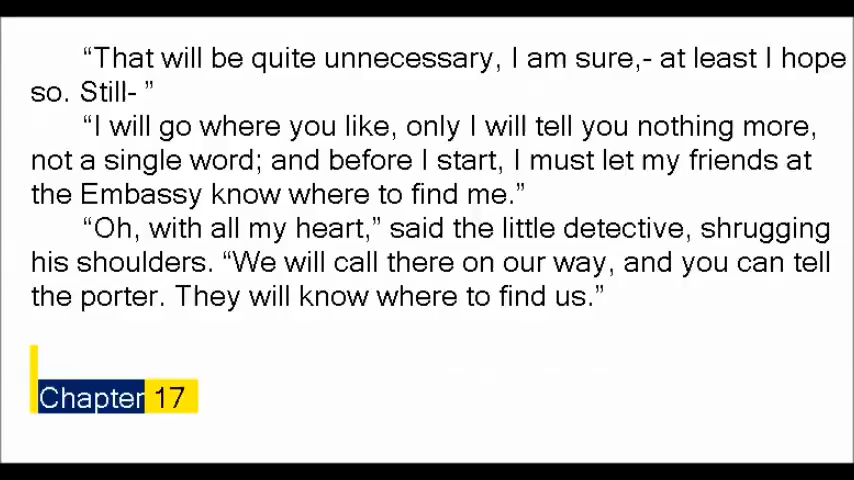 “That will be quite unnecessary, I am sure,- at least I hope
so. Still- ”
“I will go where you like, only I will tell you nothing more,
not a single word; and before I start, I must let my friends at
the Embassy know where to find me.”
“Oh, with all my heart,” said the little detective, shrugging
his shoulders. “We will call there on our way, and you can tell
the porter. They will know where to find us.”
Chapter 17